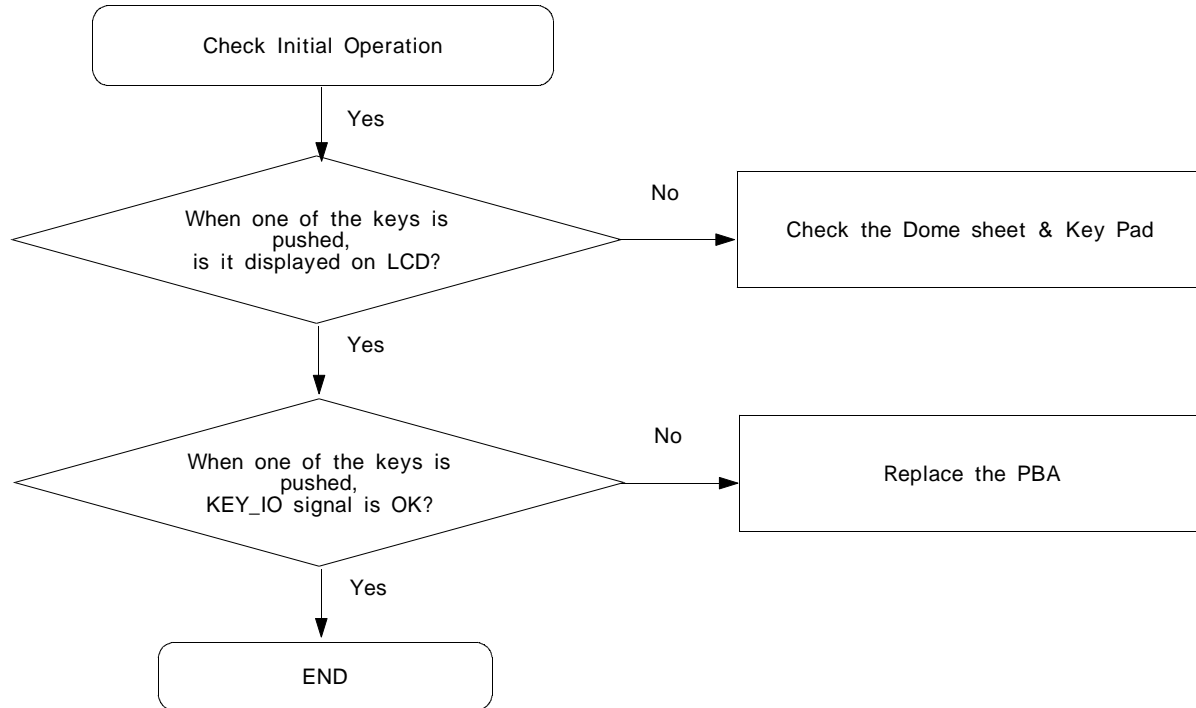 Check Initial Operation
Yes
When one of the keys is
pushed,
is it displayed on LCD?
No
Check the Dome sheet & Key Pad
Yes
When one of the keys is
pushed,
KEY_IO signal is OK?
No
Replace the PBA
Yes
END